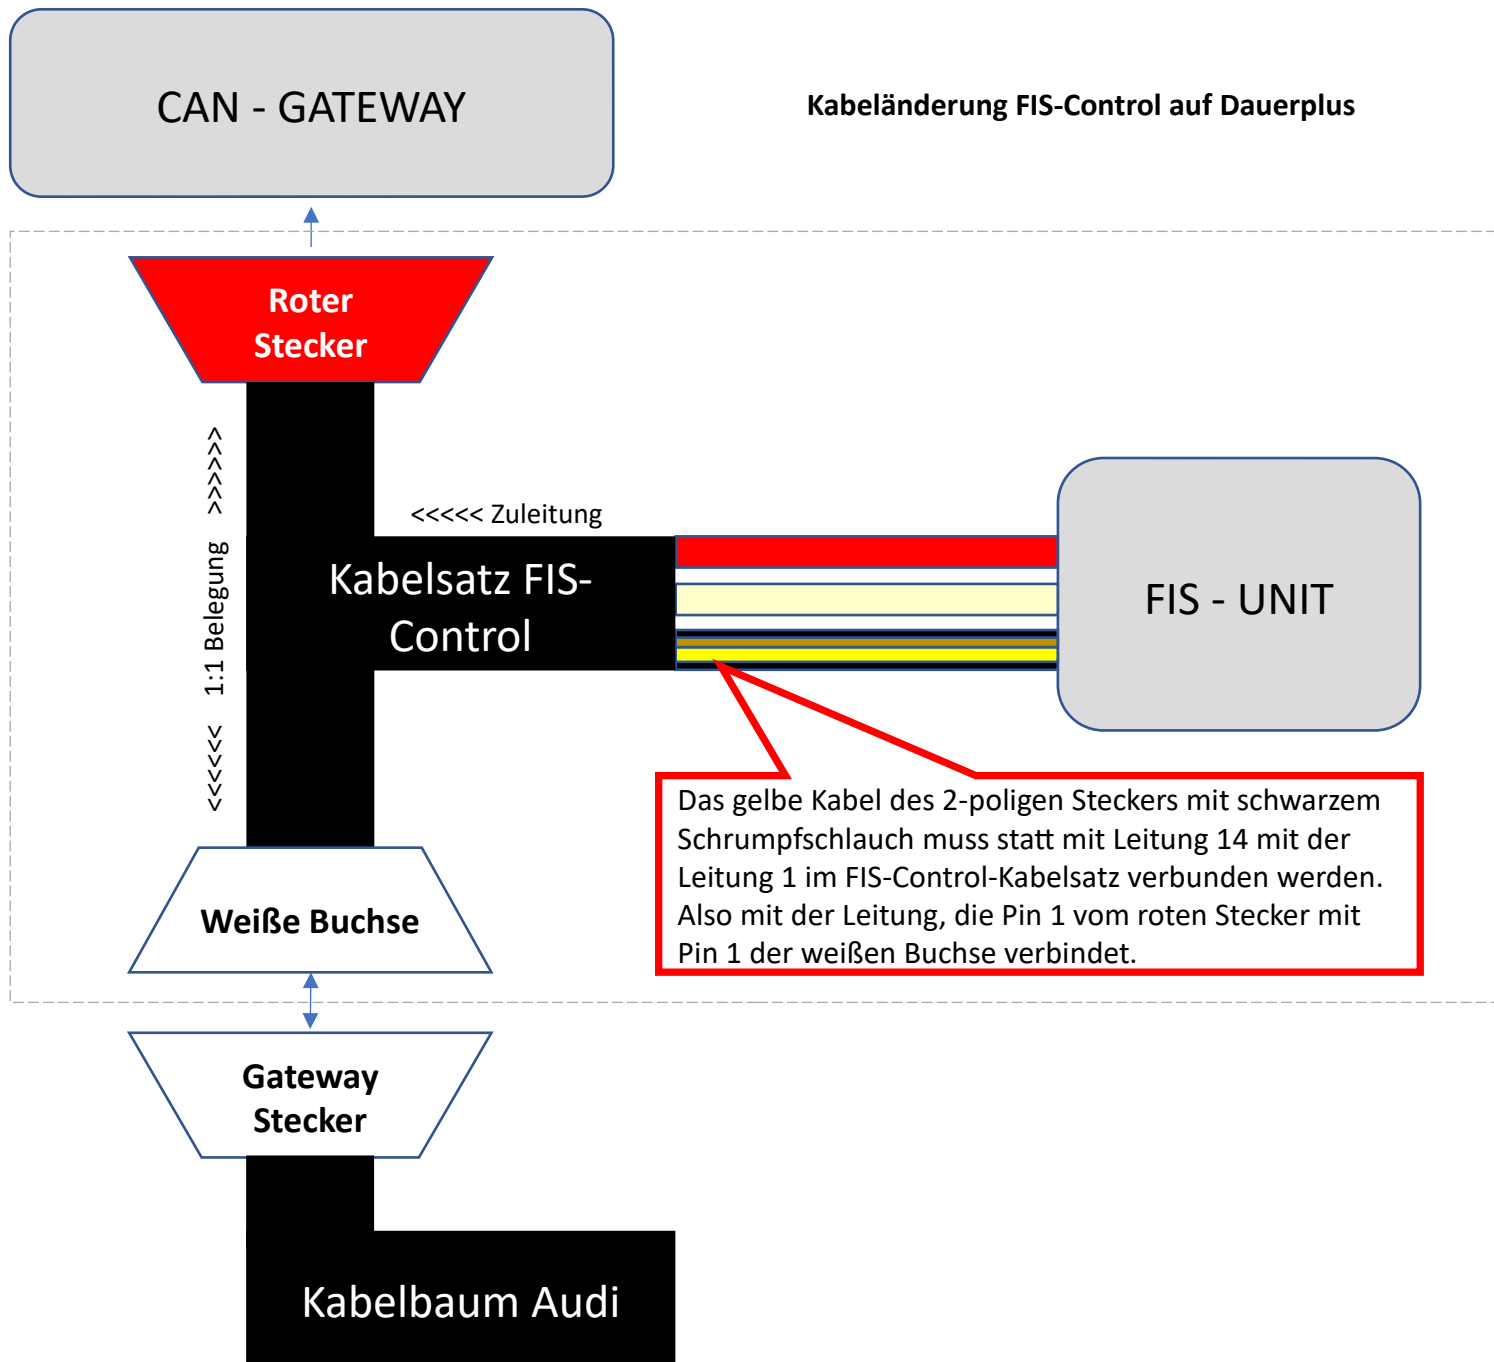 CAN - GATEWAY
Kabeländerung FIS-Control auf Dauerplus
Roter
Stecker
<<<<<< 1:1 Belegung >>>>>>
<<<<< Zuleitung
Kabelsatz FIS-
Control
FIS - UNIT
Das gelbe Kabel des 2-poligen Steckers mit schwarzem
Schrumpfschlauch muss statt mit Leitung 14 mit der
Leitung 1 im FIS-Control-Kabelsatz verbunden werden.
Also mit der Leitung, die Pin 1 vom roten Stecker mit
Pin 1 der weißen Buchse verbindet.
Weiße Buchse
Gateway
Stecker
Kabelbaum Audi